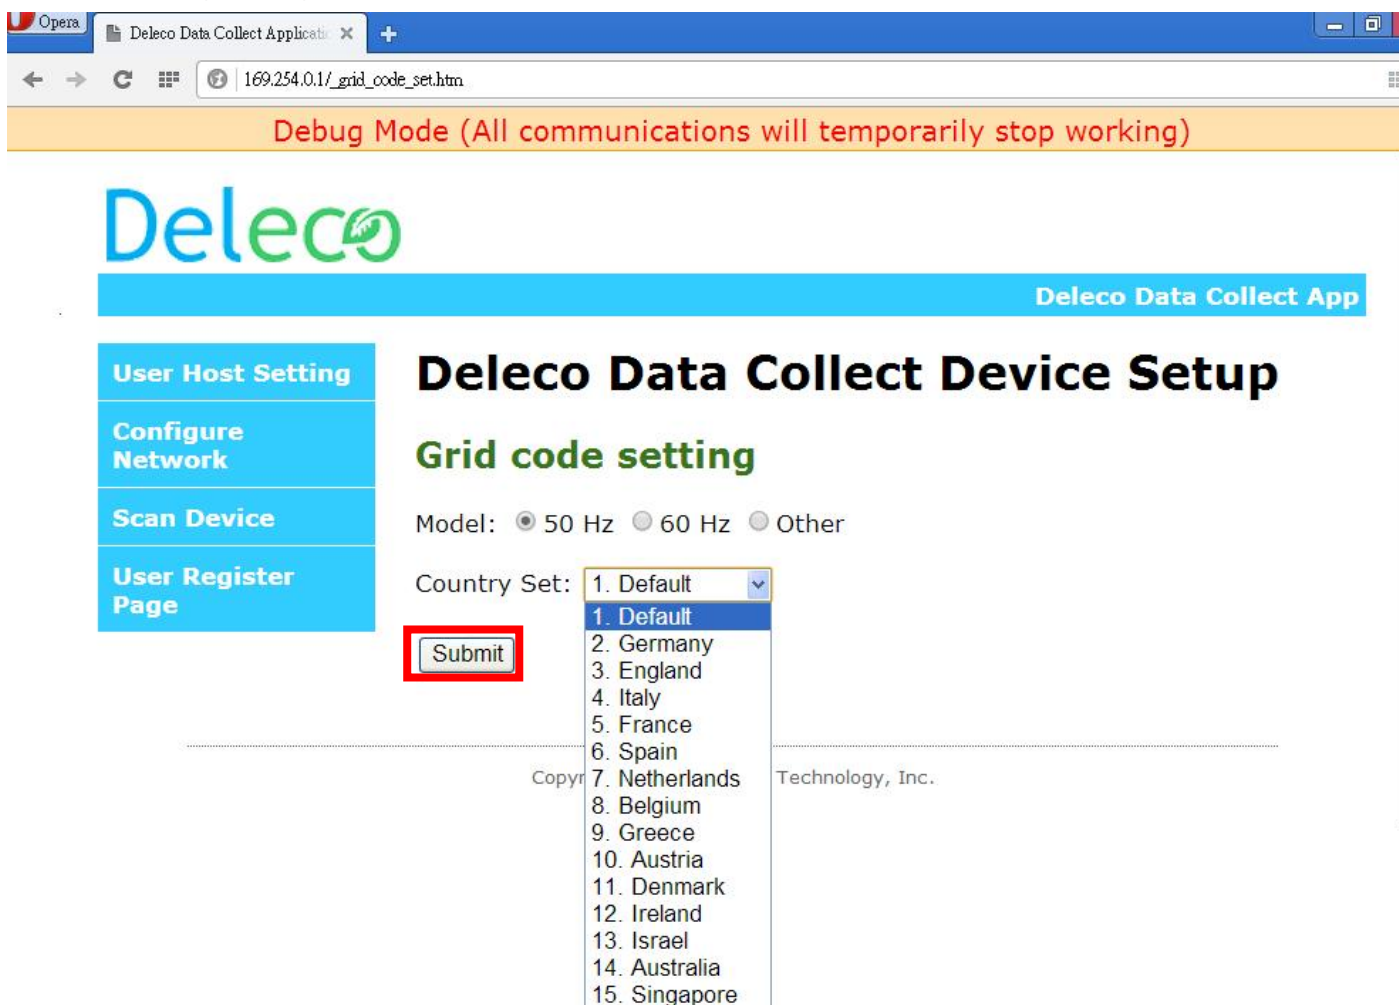 Opera
Deleco Data Collect Applicati
169.254.0.1/_grid_code_set.htm
Debug Mode (All communications will temporarily stop working)
Deleco
Deleco Data Collect App
User Host Setting
Configure
Network
Scan Device
User Register
Page
Deleco Data Collect Device Setup
Grid code setting
Model: 50 Hz 60 Hz Other
Country Set: 1. Default
Submit
1. Default
2. Germany
3. England
4. Italy
5. France
6. Spain
7. Netherlands
8. Belgium
9. Greece
10. Austria
11. Denmark
12. Ireland
13. Israel
14. Australia
15. Singapore
Technology, Inc.